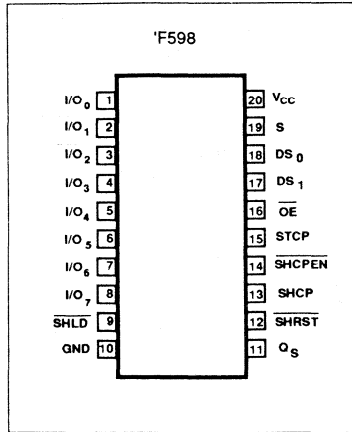 'F598
I/O0 1
I/O1 2
I/O2 3
I/O3 4
I/O4 5
I/O5 6
I/O6 7
I/O7 8
SHLD 9
GND 10
20 VCC
19 S
18 DS0
17 DS1
16 OE
15 STCP
14 SHCPEN
13 SHCP
12 SHRST
11 QS